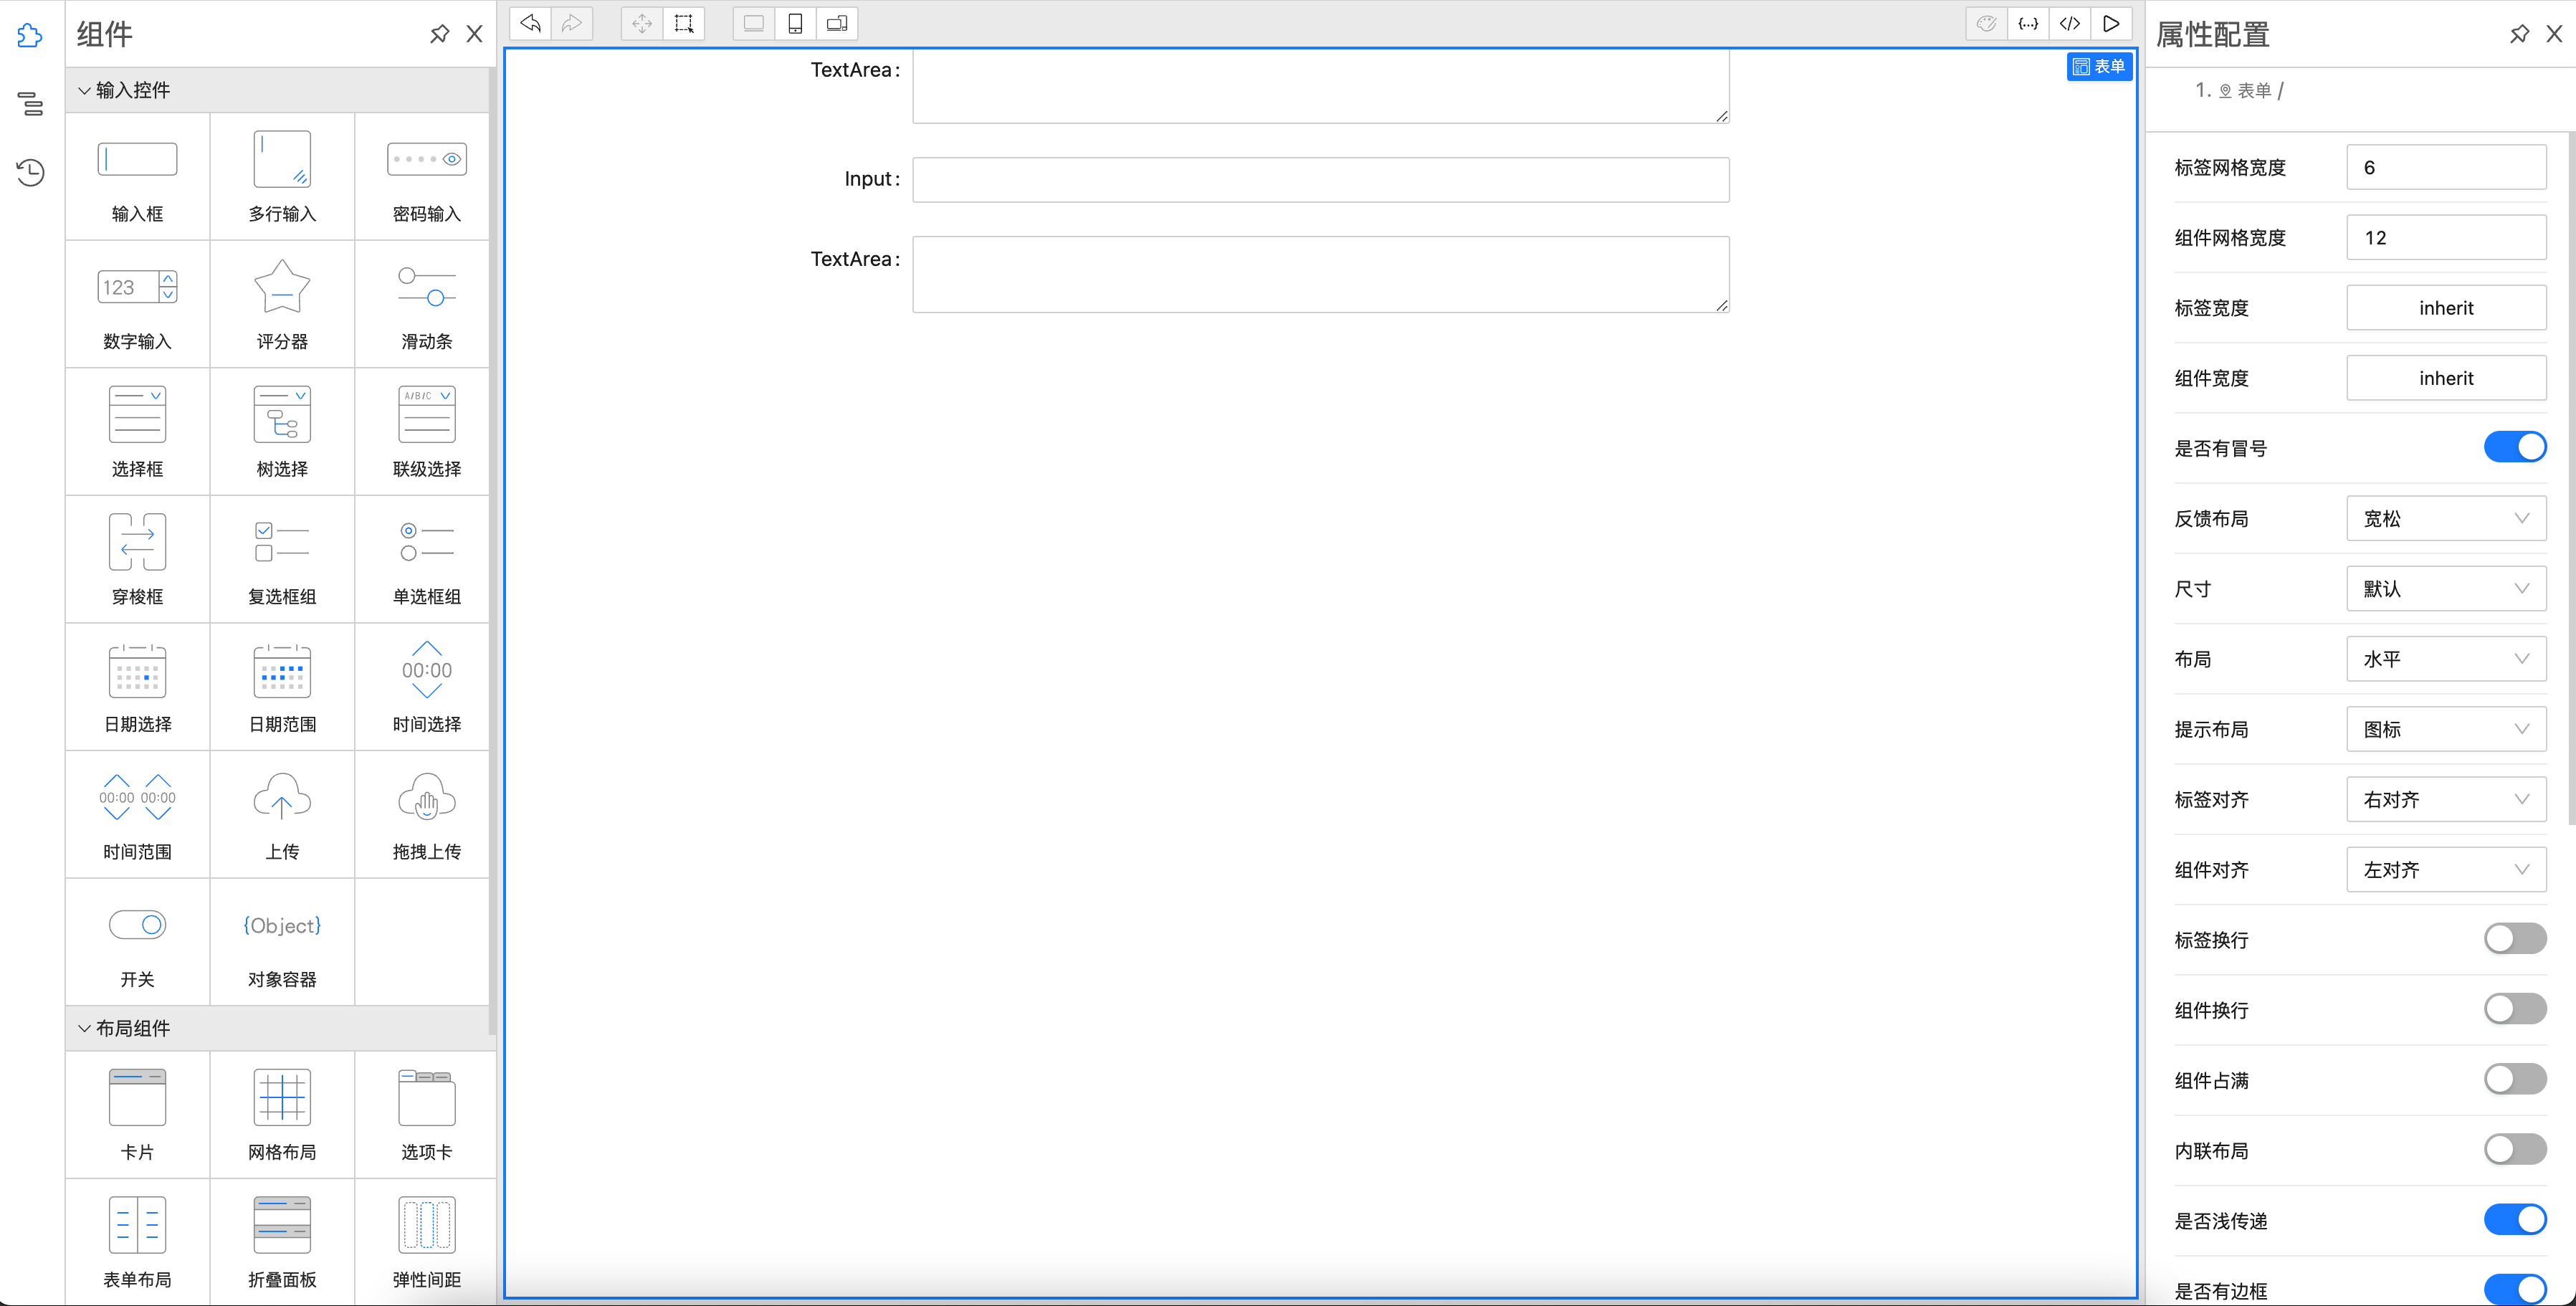 组件
输入控件
输入框
多行输入
密码输入
123
数字输入
评分器
滑动条
选择框
树选择
A/B/C
联级选择
穿梭框
复选框组
单选框组
日期选择
日期范围
00:00
时间选择
00:00 00:00
时间范围
上传
拖拽上传
开关
{Object}
对象容器
布局组件
卡片
网格布局
选项卡
表单布局
折叠面板
弹性间距
{...}
</>
表单
TextArea:
Input:
TextArea:
属性配置
1. 表单 /
标签网格宽度 6
组件网格宽度 12
标签宽度 inherit
组件宽度 inherit
是否有冒号
反馈布局 宽松
尺寸 默认
布局 水平
提示布局 图标
标签对齐 右对齐
组件对齐 左对齐
标签换行
组件换行
组件占满
内联布局
是否浅传递
是否有边框